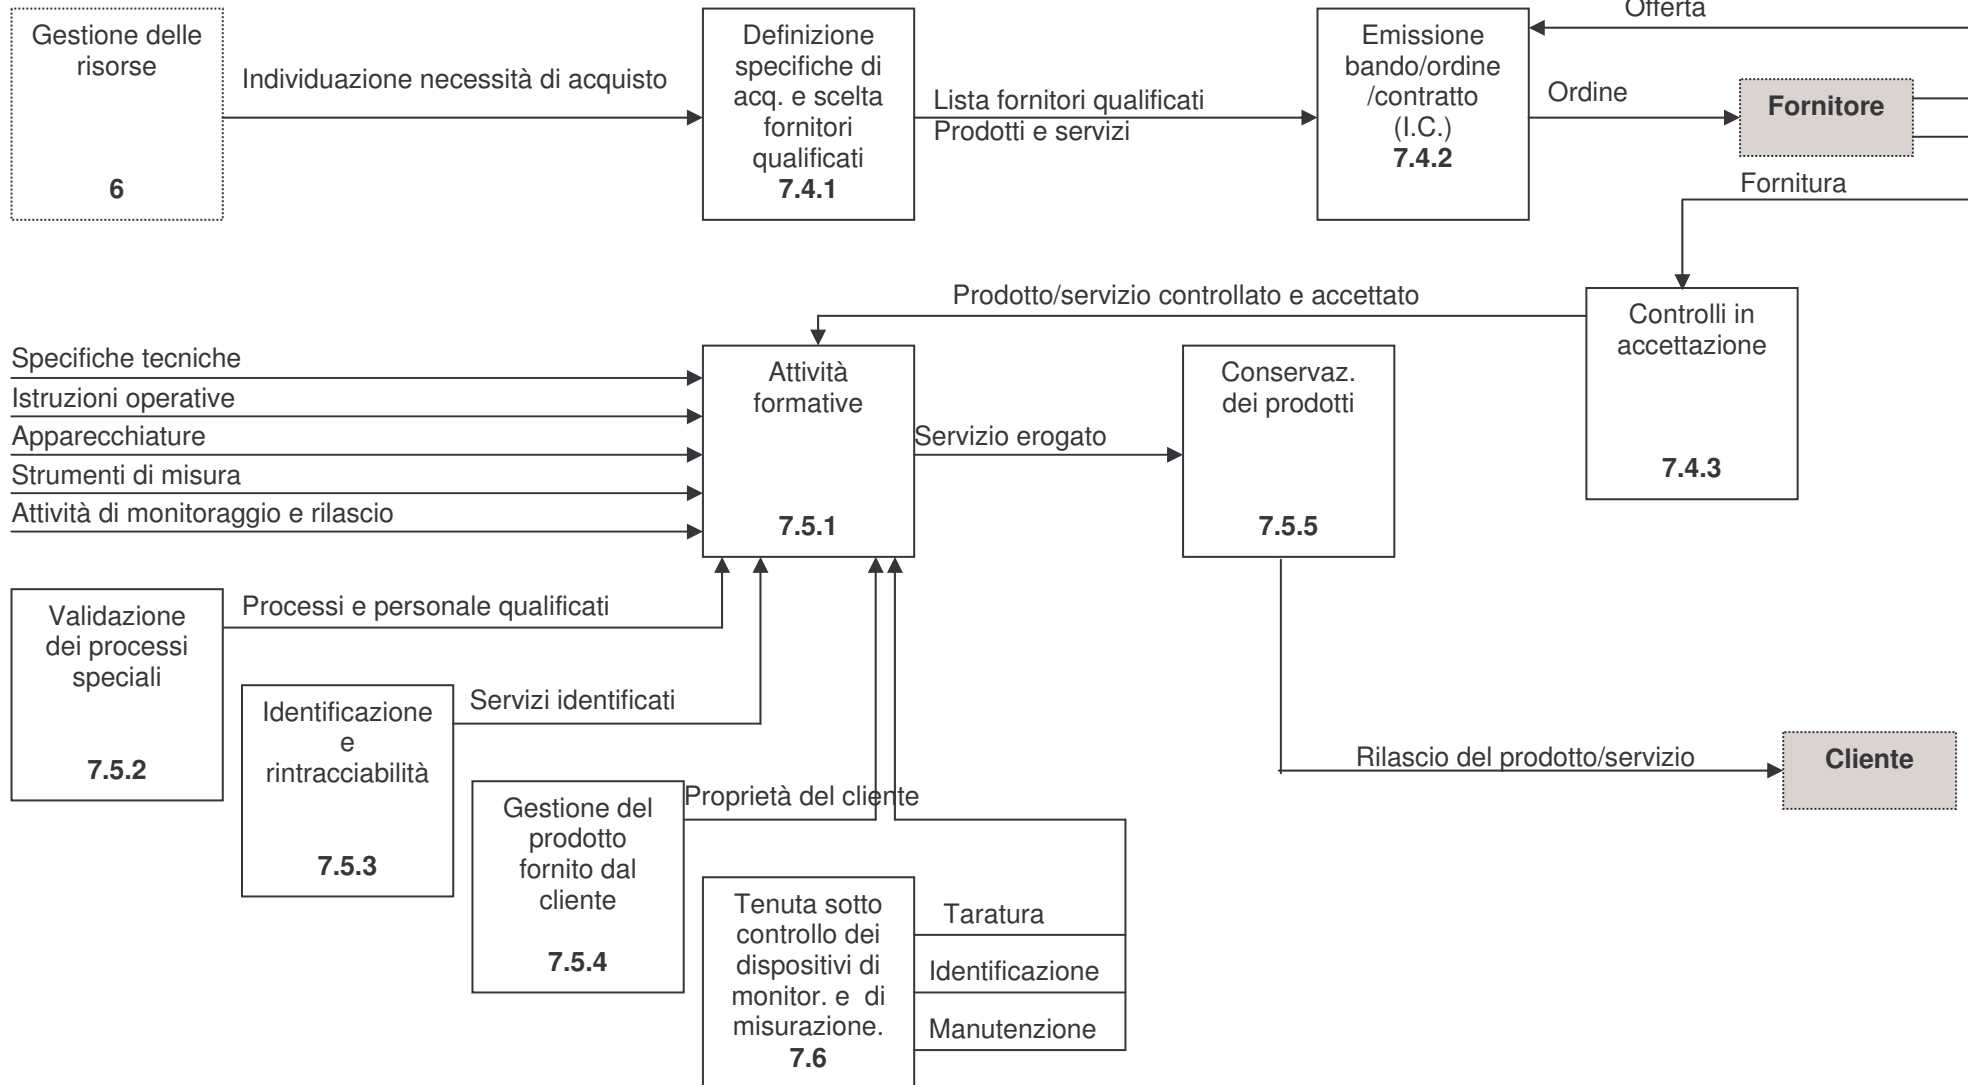 Offerta
Gestione delle
risorse
6
Individuazione necessità di acquisto
Definizione
specifiche di
acq. e scelta
fornitori
qualificati
7.4.1
Lista fornitori qualificati
Prodotti e servizi
Emissione
bando/ordine
/contratto
(I.C.)
7.4.2
Ordine
Fornitore
Fornitura
Prodotto/servizio controllato e accettato
Controlli in
accettazione
7.4.3
Specifiche tecniche
Istruzioni operative
Apparecchiature
Strumenti di misura
Attività di monitoraggio e rilascio
Attività
formative
7.5.1
Servizio erogato
Conservaz.
dei prodotti
7.5.5
Validazione
dei processi
speciali
7.5.2
Processi e personale qualificati
Identificazione
e
rintracciabilità
7.5.3
Servizi identificati
Gestione del
prodotto
fornito dal
cliente
7.5.4
Proprietà del cliente
Rilascio del prodotto/servizio
Cliente
Tenuta sotto
controllo dei
dispositivi di
monitor. e  di
misurazione.
7.6
Taratura
Identificazione
Manutenzione